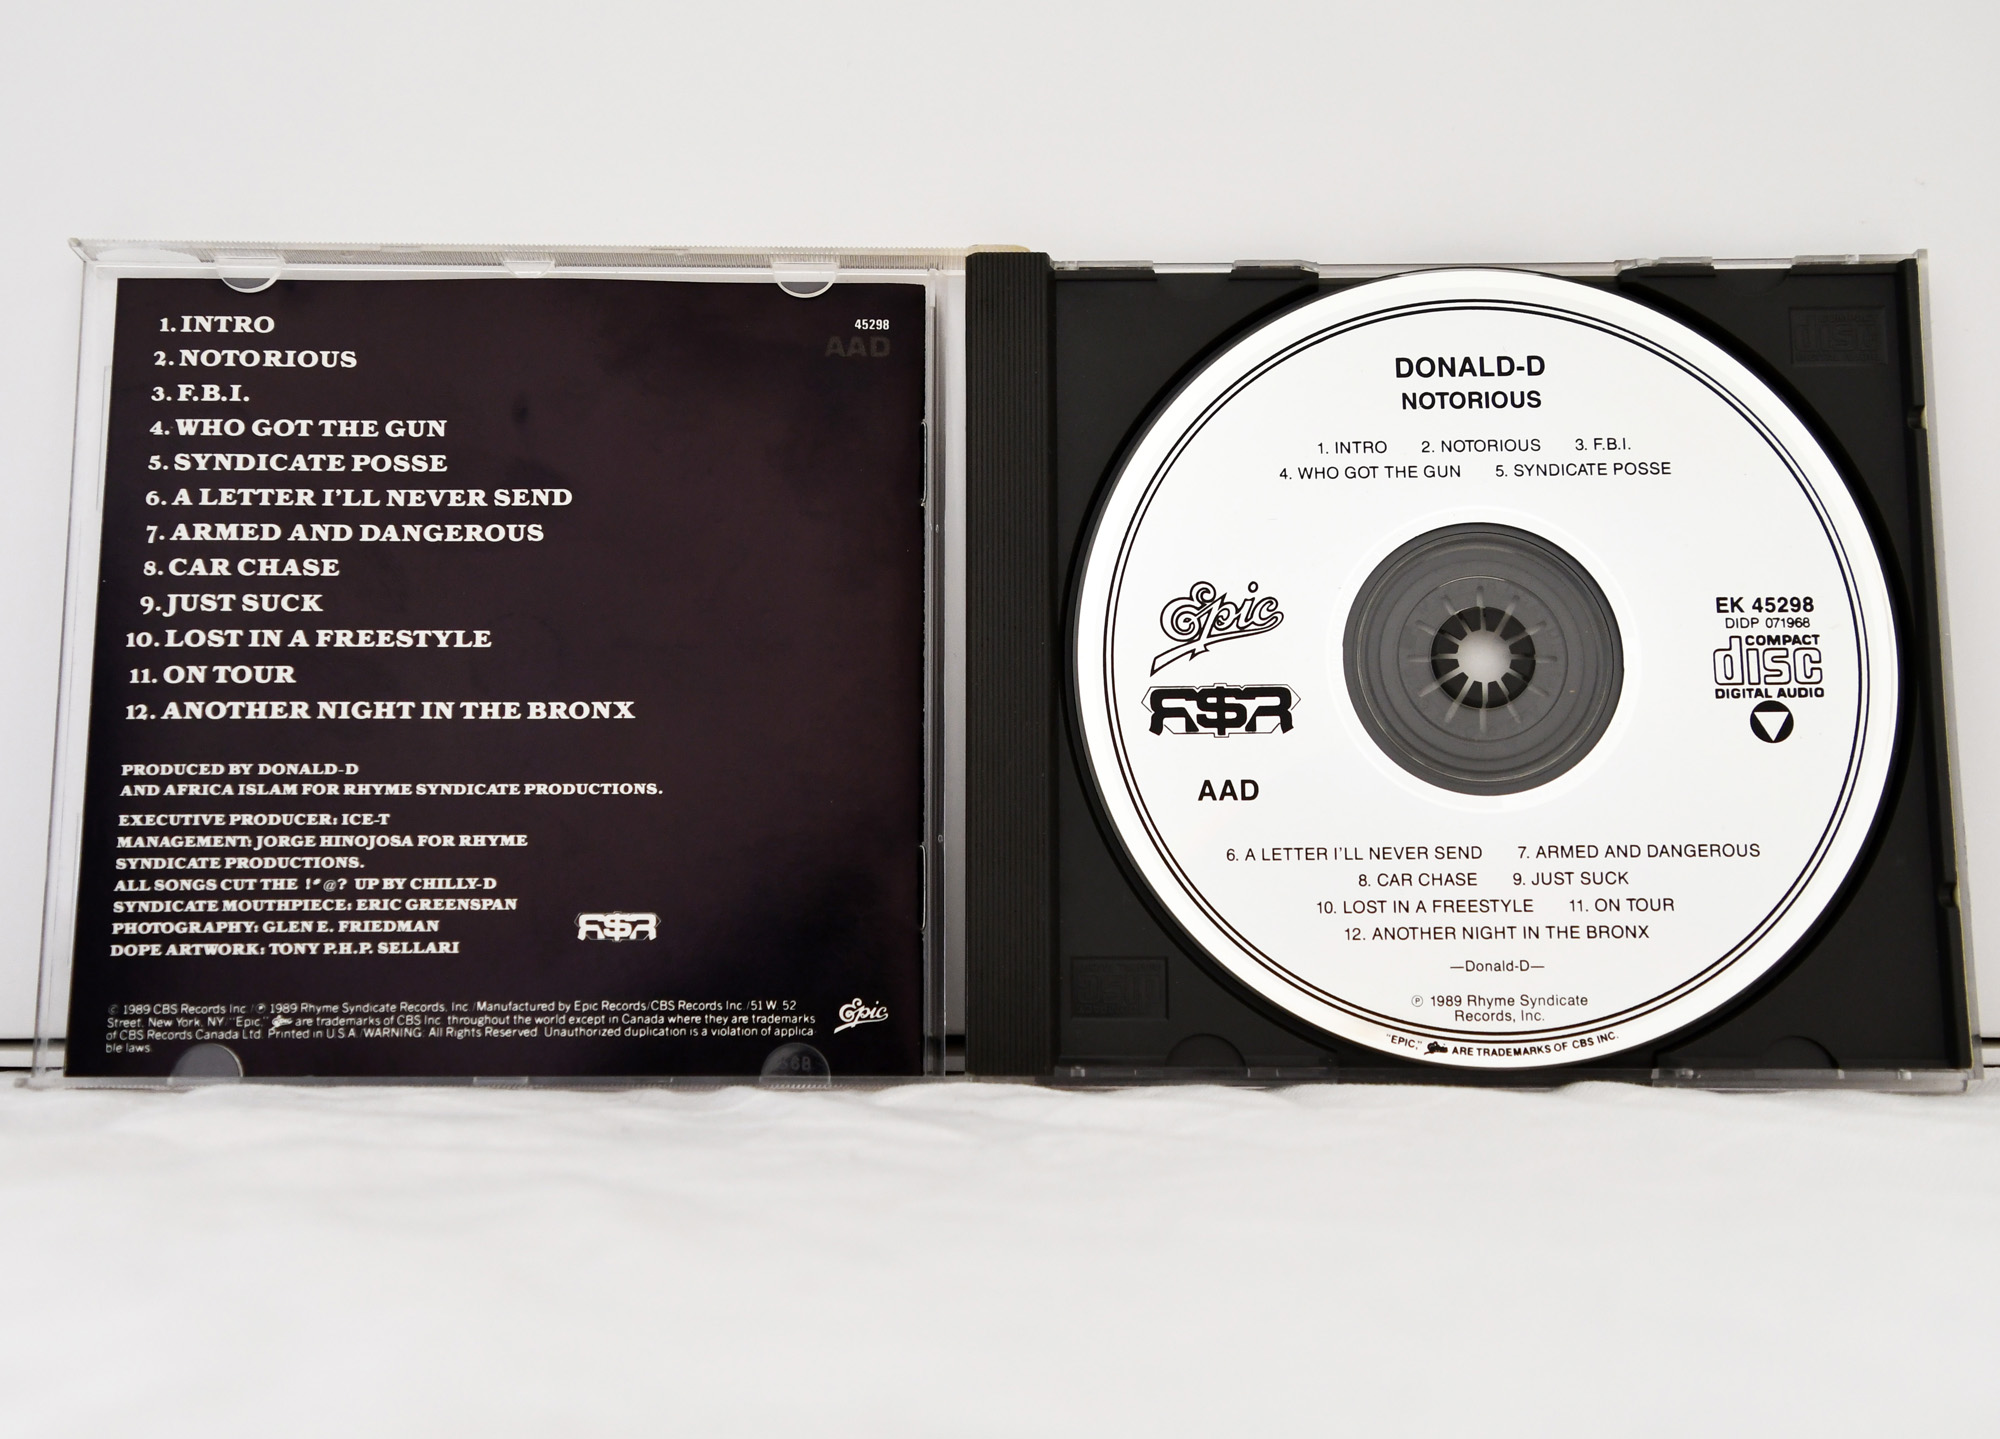 1. INTRO
2. NOTORIOUS
3. F.B.I.
4. WHO GOT THE GUN
5. SYNDICATE POSSE
6. A LETTER I'LL NEVER SEND
7. ARMED AND DANGEROUS
8. CAR CHASE
9. JUST SUCK
10. LOST IN A FREESTYLE
11. ON TOUR
12. ANOTHER NIGHT IN THE BRONX
45298
AAD
PRODUCED BY DONALD-D
AND AFRICA ISLAM FOR RHYME SYNDICATE PRODUCTIONS.
EXECUTIVE PRODUCER: ICE-T
MANAGEMENT: JORGE HINOJOSA FOR RHYME
SYNDICATE PRODUCTIONS.
ALL SONGS CUT THE !*@? UP BY CHILLY-D
SYNDICATE MOUTHPIECE: ERIC GREENSPAN
PHOTOGRAPHY: GLEN E. FRIEDMAN
DOPE ARTWORK: TONY P.H.P. SELLARI
R$R
© 1989 CBS Records Inc./℗ 1989 Rhyme Syndicate Records, Inc./Manufactured by Epic Records/CBS Records Inc./51 W. 52
Street, New York, NY/"Epic," are trademarks of CBS Inc. throughout the world except in Canada where they are trademarks
of CBS Records Canada Ltd. Printed in U.S.A./WARNING: All Rights Reserved. Unauthorized duplication is a violation of applica-
ble laws.
Epic
DONALD-D
NOTORIOUS
1. INTRO 2. NOTORIOUS 3. F.B.I.
4. WHO GOT THE GUN 5. SYNDICATE POSSE
Epic
R$R
AAD
EK 45298
DIDP 071968
COMPACT
disc
DIGITAL AUDIO
6. A LETTER I'LL NEVER SEND 7. ARMED AND DANGEROUS
8. CAR CHASE 9. JUST SUCK
10. LOST IN A FREESTYLE 11. ON TOUR
12. ANOTHER NIGHT IN THE BRONX
—Donald-D—
℗ 1989 Rhyme Syndicate
Records, Inc.
"EPIC," ARE TRADEMARKS OF CBS INC.